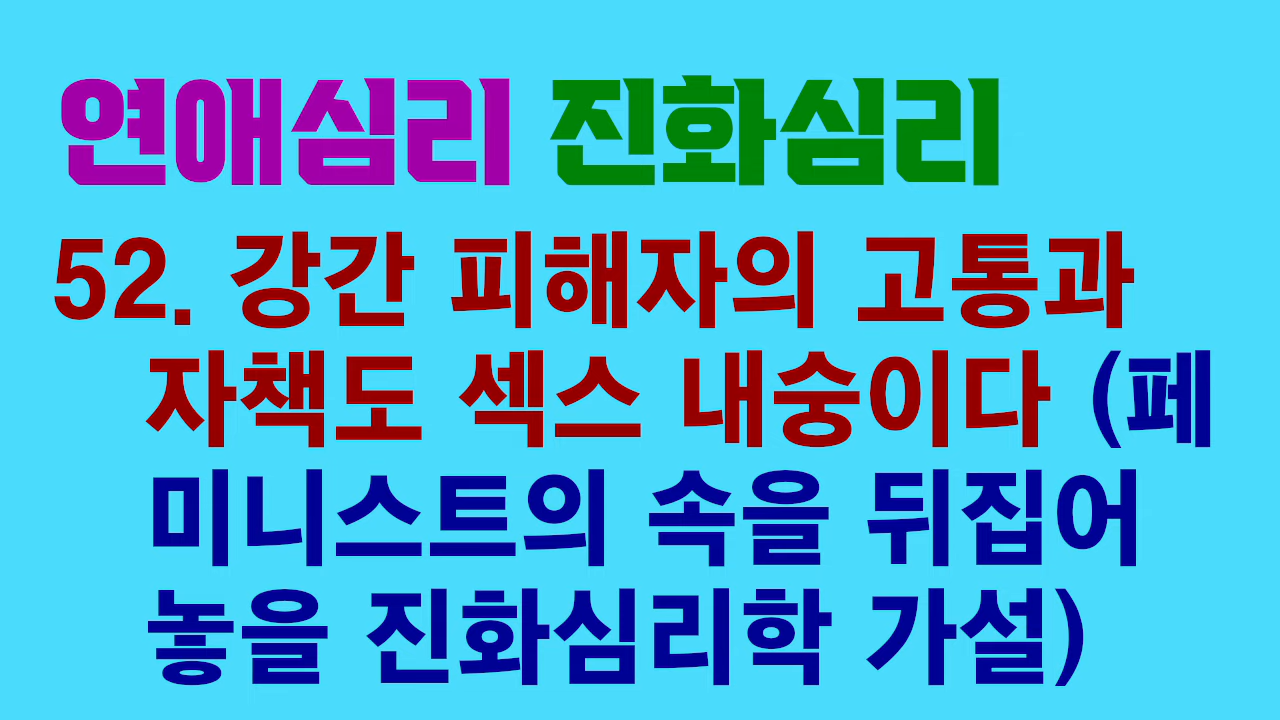 연애심리 진화심리
52. 강간 피해자의 고통과
자책도 섹스 내숭이다 (페
미니스트의 속을 뒤집어
놓을 진화심리학 가설)